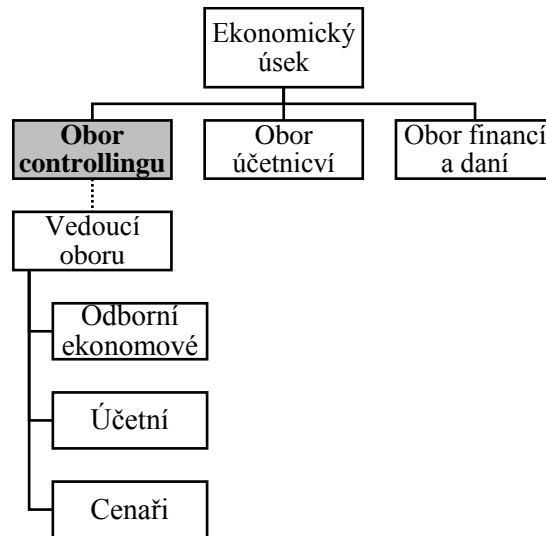 Ekonomický
úsek
Obor
controllingu
Obor
účetnicví
Obor financí
a daní
Vedoucí
oboru
Odborní
ekonomové
Účetní
Cenaři